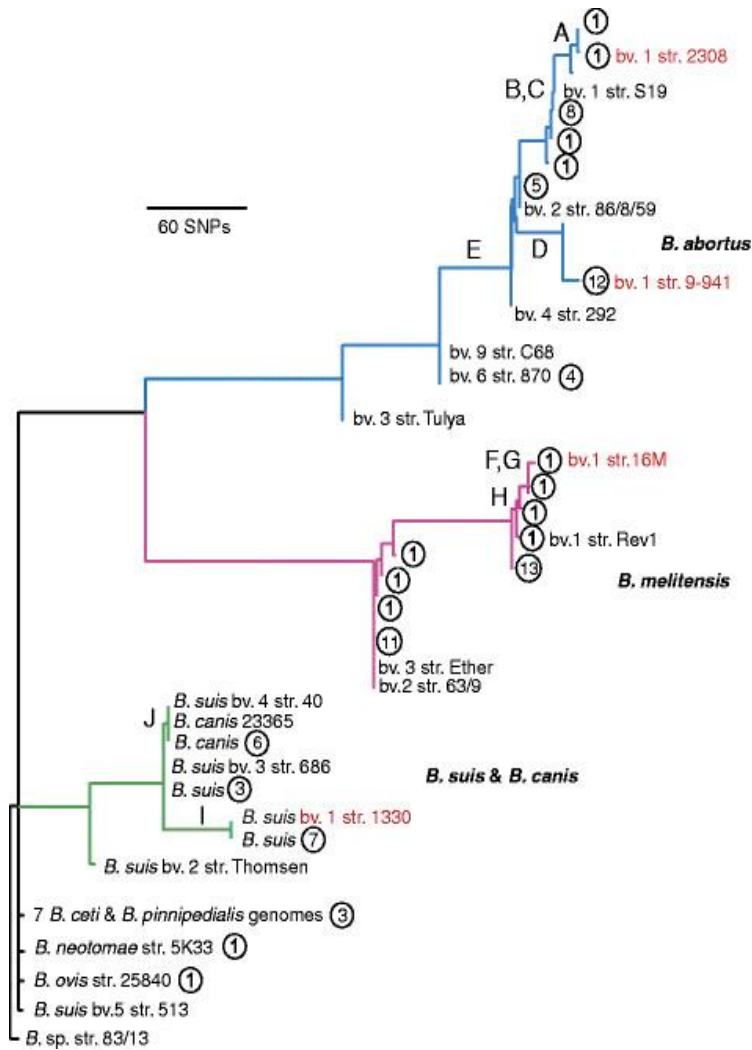 1
A
1 bv. 1 str. 2308
B,C
bv. 1 str. S19
8
1
1
5
60 SNPs
bv. 2 str. 86/8/59
B. abortus
E
D
12 bv. 1 str. 9-941
bv. 4 str. 292
bv. 9 str. C68
bv. 6 str. 870 4
bv. 3 str. Tulya
F,G 1 bv.1 str.16M
1
H
1
1 bv.1 str. Rev1
1
13
1
B. melitensis
1
11
bv. 3 str. Ether
bv.2 str. 63/9
B. suis bv. 4 str. 40
J
B. canis 23365
B. canis 6
B. suis bv. 3 str. 686
B. suis & B. canis
B. suis 3
I
B. suis bv. 1 str. 1330
B. suis 7
B. suis bv. 2 str. Thomsen
7 B. ceti & B. pinnipedialis genomes 3
B. neotomae str. 5K33 1
B. ovis str. 25840 1
B. suis bv.5 str. 513
B. sp. str. 83/13